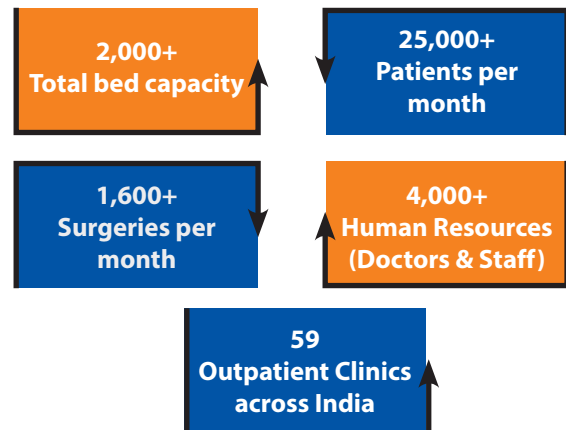 2,000+
Total bed capacity
25,000+
Patients per
month
1,600+
Surgeries per
month
4,000+
Human Resources
(Doctors & Staff)
59
Outpatient Clinics
across India